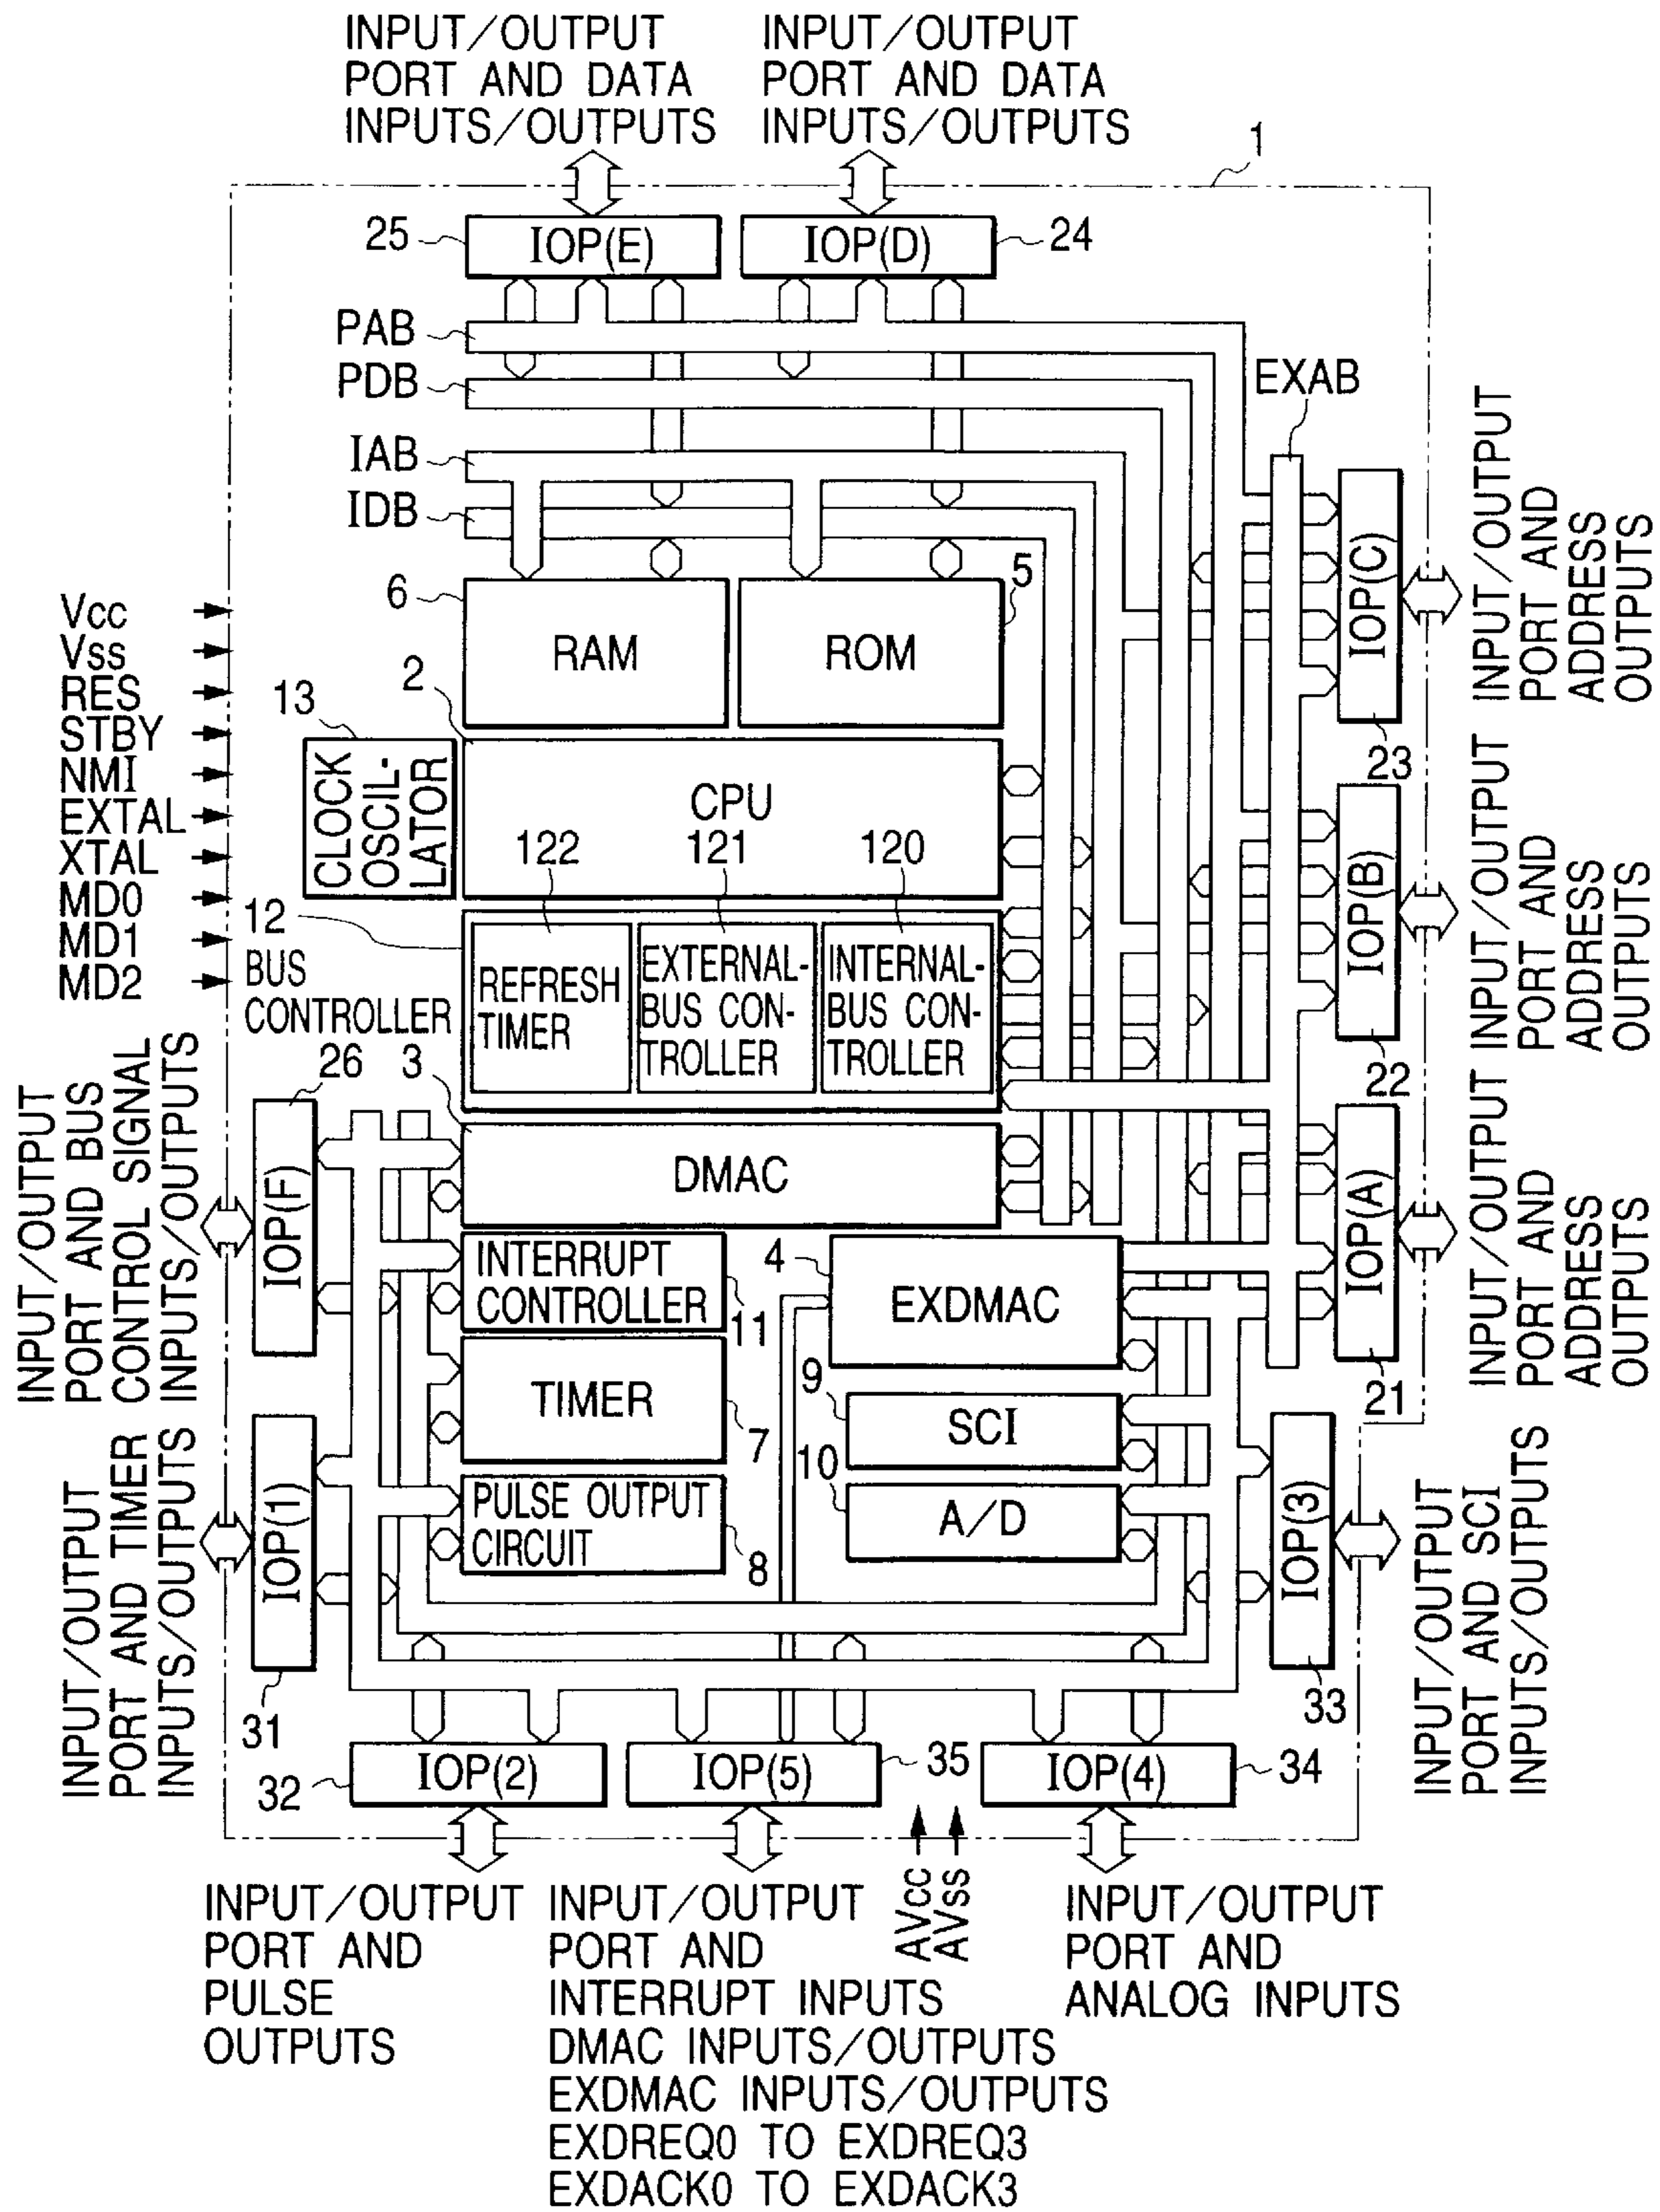 INPUT/OUTPUT
PORT AND DATA
INPUTS/OUTPUTS
INPUT/OUTPUT
PORT AND DATA
INPUTS/OUTPUTS
1
25
IOP(E)
IOP(D)
24
PAB
PDB
IAB
IDB
EXAB
6
RAM
5
ROM
Vcc
Vss
RES
STBY
NMI
EXTAL
XTAL
MD0
MD1
MD2
13
CLOCK
OSCIL-
LATOR
2
CPU
122
121
120
12
BUS
CONTROLLER
REFRESH
TIMER
EXTERNAL-
BUS CON-
TROLLER
INTERNAL-
BUS CON-
TROLLER
IOP(C)
23
INPUT/OUTPUT
PORT AND
ADDRESS
OUTPUTS
IOP(B)
22
INPUT/OUTPUT
PORT AND
ADDRESS
OUTPUTS
IOP(A)
21
INPUT/OUTPUT
PORT AND
ADDRESS
OUTPUTS
26
IOP(F)
INPUT/OUTPUT
PORT AND BUS
CONTROL SIGNAL
INPUTS/OUTPUTS
3
DMAC
INTERRUPT
CONTROLLER
11
4
EXDMAC
TIMER
7
9
SCI
10
A/D
PULSE OUTPUT
CIRCUIT
8
IOP(1)
31
INPUT/OUTPUT
PORT AND TIMER
INPUTS/OUTPUTS
IOP(3)
33
INPUT/OUTPUT
PORT AND SCI
INPUTS/OUTPUTS
32
IOP(2)
IOP(5)
35
IOP(4)
34
INPUT/OUTPUT
PORT AND
PULSE
OUTPUTS
INPUT/OUTPUT
PORT AND
INTERRUPT INPUTS
DMAC INPUTS/OUTPUTS
EXDMAC INPUTS/OUTPUTS
EXDREQ0 TO EXDREQ3
EXDACK0 TO EXDACK3
AVcc
AVss
INPUT/OUTPUT
PORT AND
ANALOG INPUTS